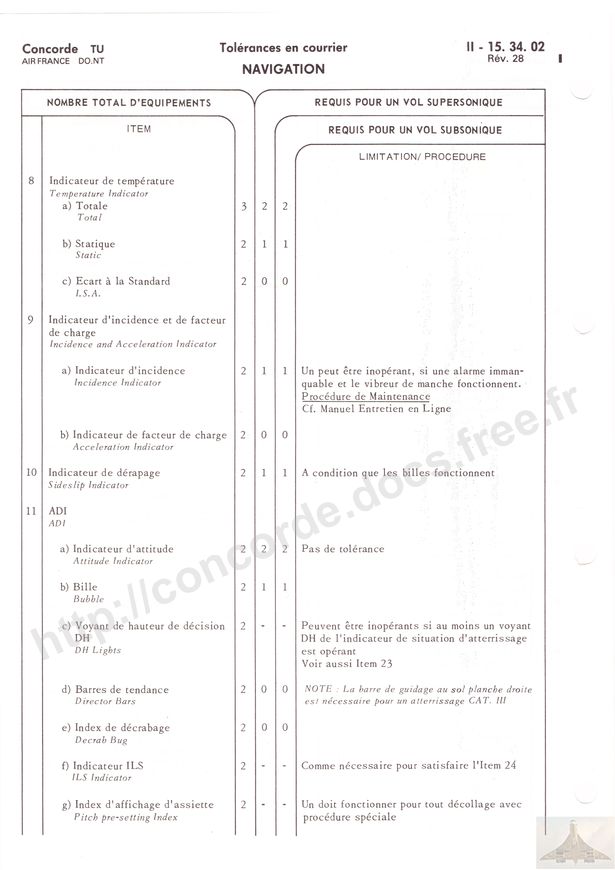 Concorde TU
AIR FRANCE DO.NT
Tolérances en courrier
NAVIGATION
II - 15. 34. 02
Rév. 28
NOMBRE TOTAL D'EQUIPEMENTS
REQUIS POUR UN VOL SUPERSONIQUE
ITEM
REQUIS POUR UN VOL SUBSONIQUE
LIMITATION/ PROCEDURE
8 Indicateur de température
Temperature Indicator
a) Totale 3 2 2
Total
b) Statique 2 1 1
Static
c) Ecart à la Standard 2 0 0
I.S.A.
9 Indicateur d'incidence et de facteur
de charge
Incidence and Acceleration Indicator
a) Indicateur d'incidence 2 1 1 Un peut être inopérant, si une alarme imman-
Incidence Indicator quable et le vibreur de manche fonctionnent.
Procédure de Maintenance
Cf. Manuel Entretien en Ligne
b) Indicateur de facteur de charge 2 0 0
Acceleration Indicator
10 Indicateur de dérapage 2 1 1 A condition que les billes fonctionnent
Sideslip Indicator
11 ADI
ADI
a) Indicateur d'attitude 2 2 2 Pas de tolérance
Attitude Indicator
b) Bille 2 1 1
Bubble
c) Voyant de hauteur de décision 2 - - Peuvent être inopérants si au moins un voyant
DH DH de l'indicateur de situation d'atterrissage
DH Lights est opérant
Voir aussi Item 23
d) Barres de tendance 2 0 0 NOTE : La barre de guidage au sol planche droite
Director Bars est nécessaire pour un atterrissage CAT. III
e) Index de décrabage 2 0 0
Decrab Bug
f) Indicateur ILS 2 - - Comme nécessaire pour satisfaire l'Item 24
ILS Indicator
g) Index d'affichage d'assiette 2 - - Un doit fonctionner pour tout décollage avec
Pitch pre-setting Index procédure spéciale
http://concorde.docs.free.fr